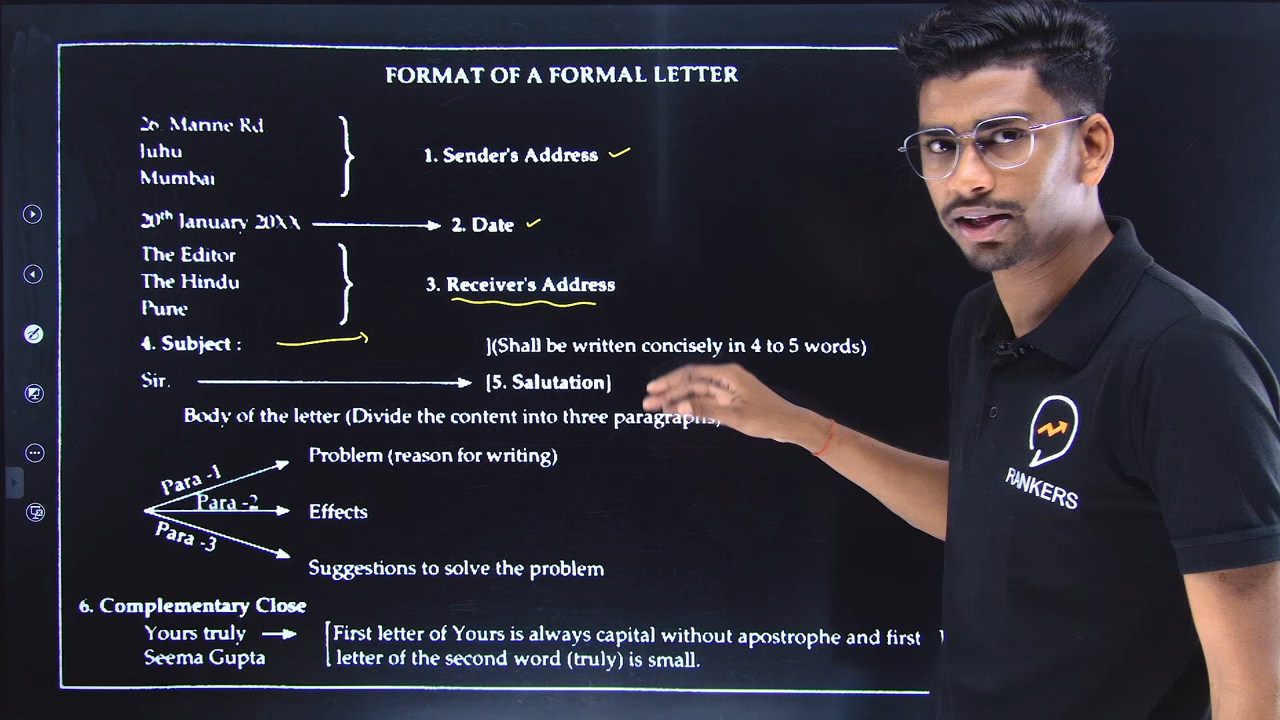 FORMAT OF A FORMAL LETTER
26 Marine Rd
Juhu
Mumbai
1. Sender's Address
20th January 20XX
2. Date
The Editor
The Hindu
Pune
3. Receiver's Address
4. Subject :
](Shall be written concisely in 4 to 5 words)
Sir.
[5. Salutation]
Body of the letter (Divide the content into three paragraphs)
Para -1
Problem (reason for writing)
Para -2
Effects
Para -3
Suggestions to solve the problem
6. Complementary Close
Yours truly
Seema Gupta
[First letter of Yours is always capital without apostrophe and first
letter of the second word (truly) is small.
RANKERS